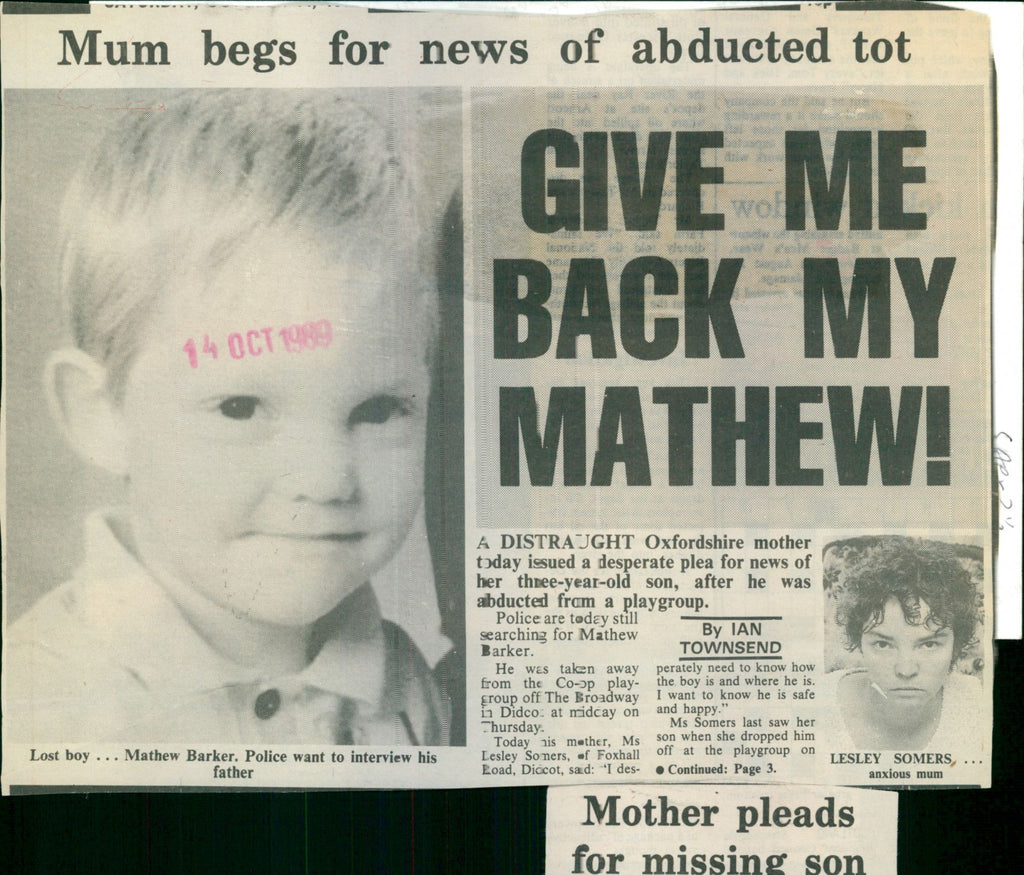 Mum begs for news of abducted tot
14 OCT 1989
GIVE ME
BACK MY
MATHEW!
A DISTRAUGHT Oxfordshire mother
today issued a desperate plea for news of
her three-year-old son, after he was
abducted from a playgroup.
Police are today still
searching for Mathew
Barker.
He was taken away
from the Co-op play-
group off The Broadway
in Didcot at midday on
Thursday.
Today his mother, Ms
Lesley Somers, of Foxhall
Road, Didcot, said: "I des-
By IAN
TOWNSEND
perately need to know how
the boy is and where he is.
I want to know he is safe
and happy."
Ms Somers last saw her
son when she dropped him
off at the playgroup on
● Continued: Page 3.
LESLEY SOMERS ...
anxious mum
Lost boy ... Mathew Barker. Police want to interview his
father
Mother pleads
for missing son